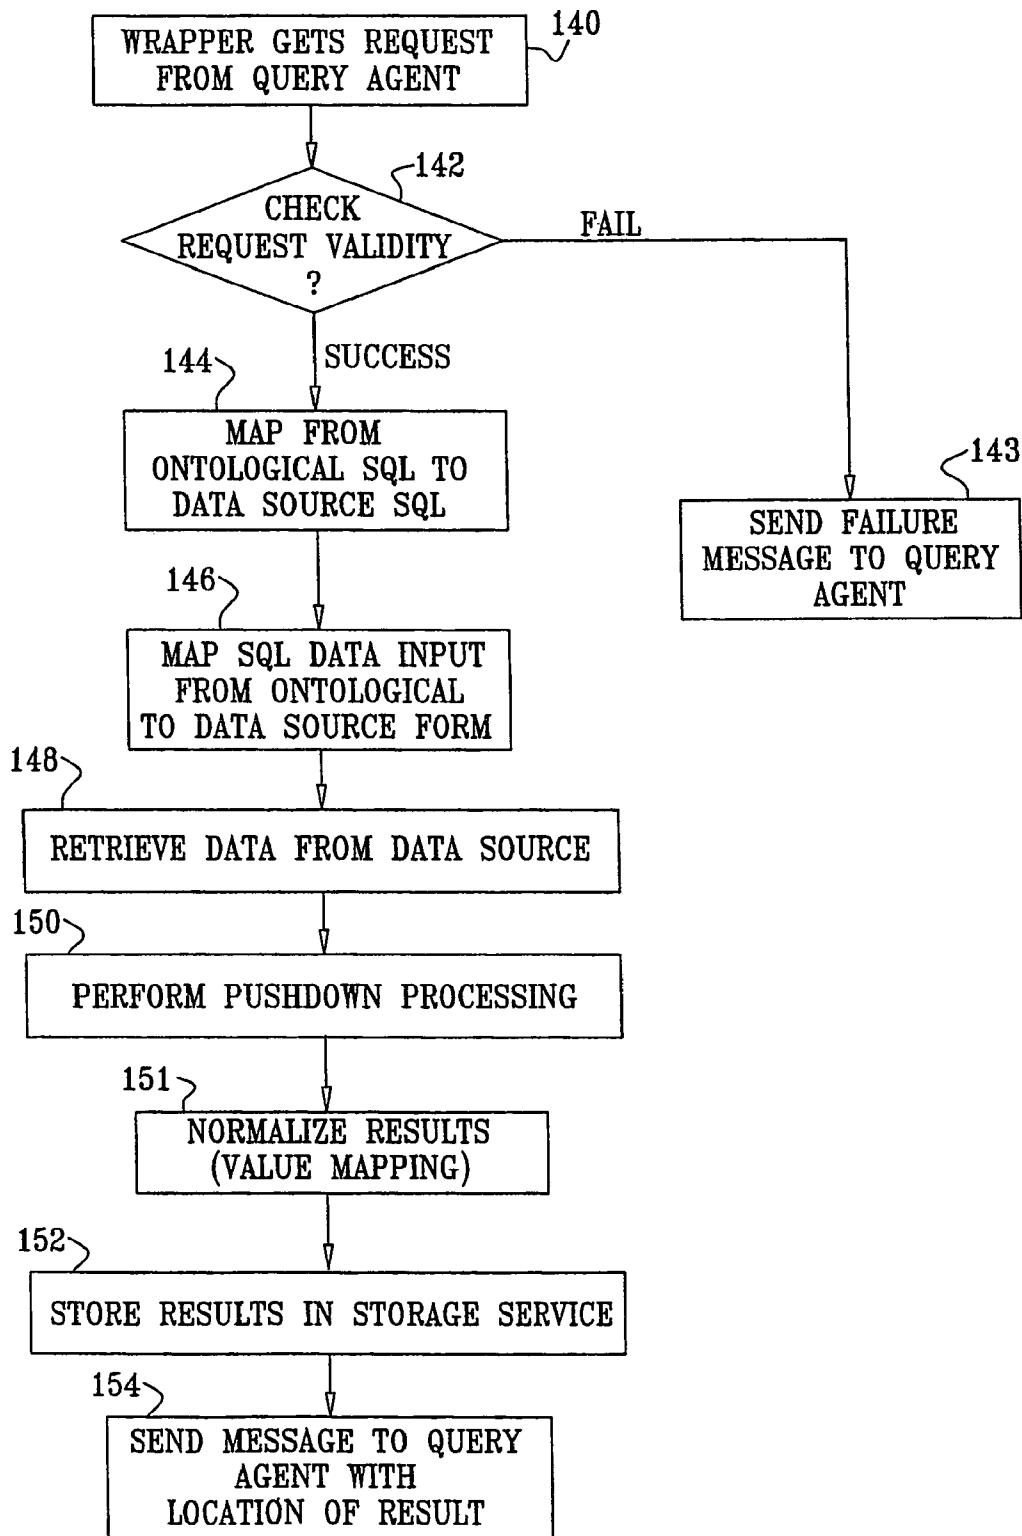 WRAPPER GETS REQUEST
FROM QUERY AGENT
140
142
CHECK
REQUEST VALIDITY
?
FAIL
SUCCESS
144
MAP FROM
ONTOLOGICAL SQL TO
DATA SOURCE SQL
143
SEND FAILURE
MESSAGE TO QUERY
AGENT
146
MAP SQL DATA INPUT
FROM ONTOLOGICAL
TO DATA SOURCE FORM
148
RETRIEVE DATA FROM DATA SOURCE
150
PERFORM PUSHDOWN PROCESSING
151
NORMALIZE RESULTS
(VALUE MAPPING)
152
STORE RESULTS IN STORAGE SERVICE
154
SEND MESSAGE TO QUERY
AGENT WITH
LOCATION OF RESULT